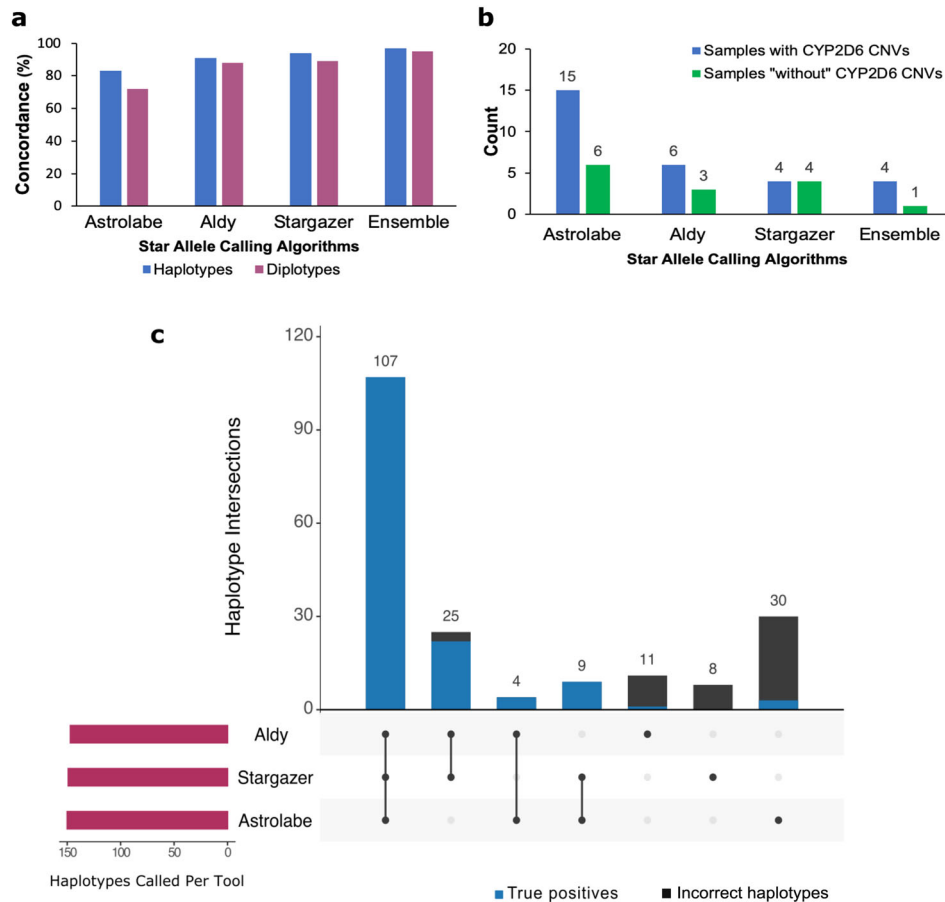 a
Concordance (%)
100
80
60
40
20
0
Astrolabe Aldy Stargazer Ensemble
Star Allele Calling Algorithms
Haplotypes Diplotypes
b
Count
20
15
10
5
0
Samples with CYP2D6 CNVs
Samples "without" CYP2D6 CNVs
15 6 6 3 4 4 4 1
Astrolabe Aldy Stargazer Ensemble
Star Allele Calling Algorithms
c
Haplotype Intersections
120
90
60
30
0
107 25 4 9 11 8 30
Aldy
Stargazer
Astrolabe
150 100 50 0
Haplotypes Called Per Tool
True positives Incorrect haplotypes